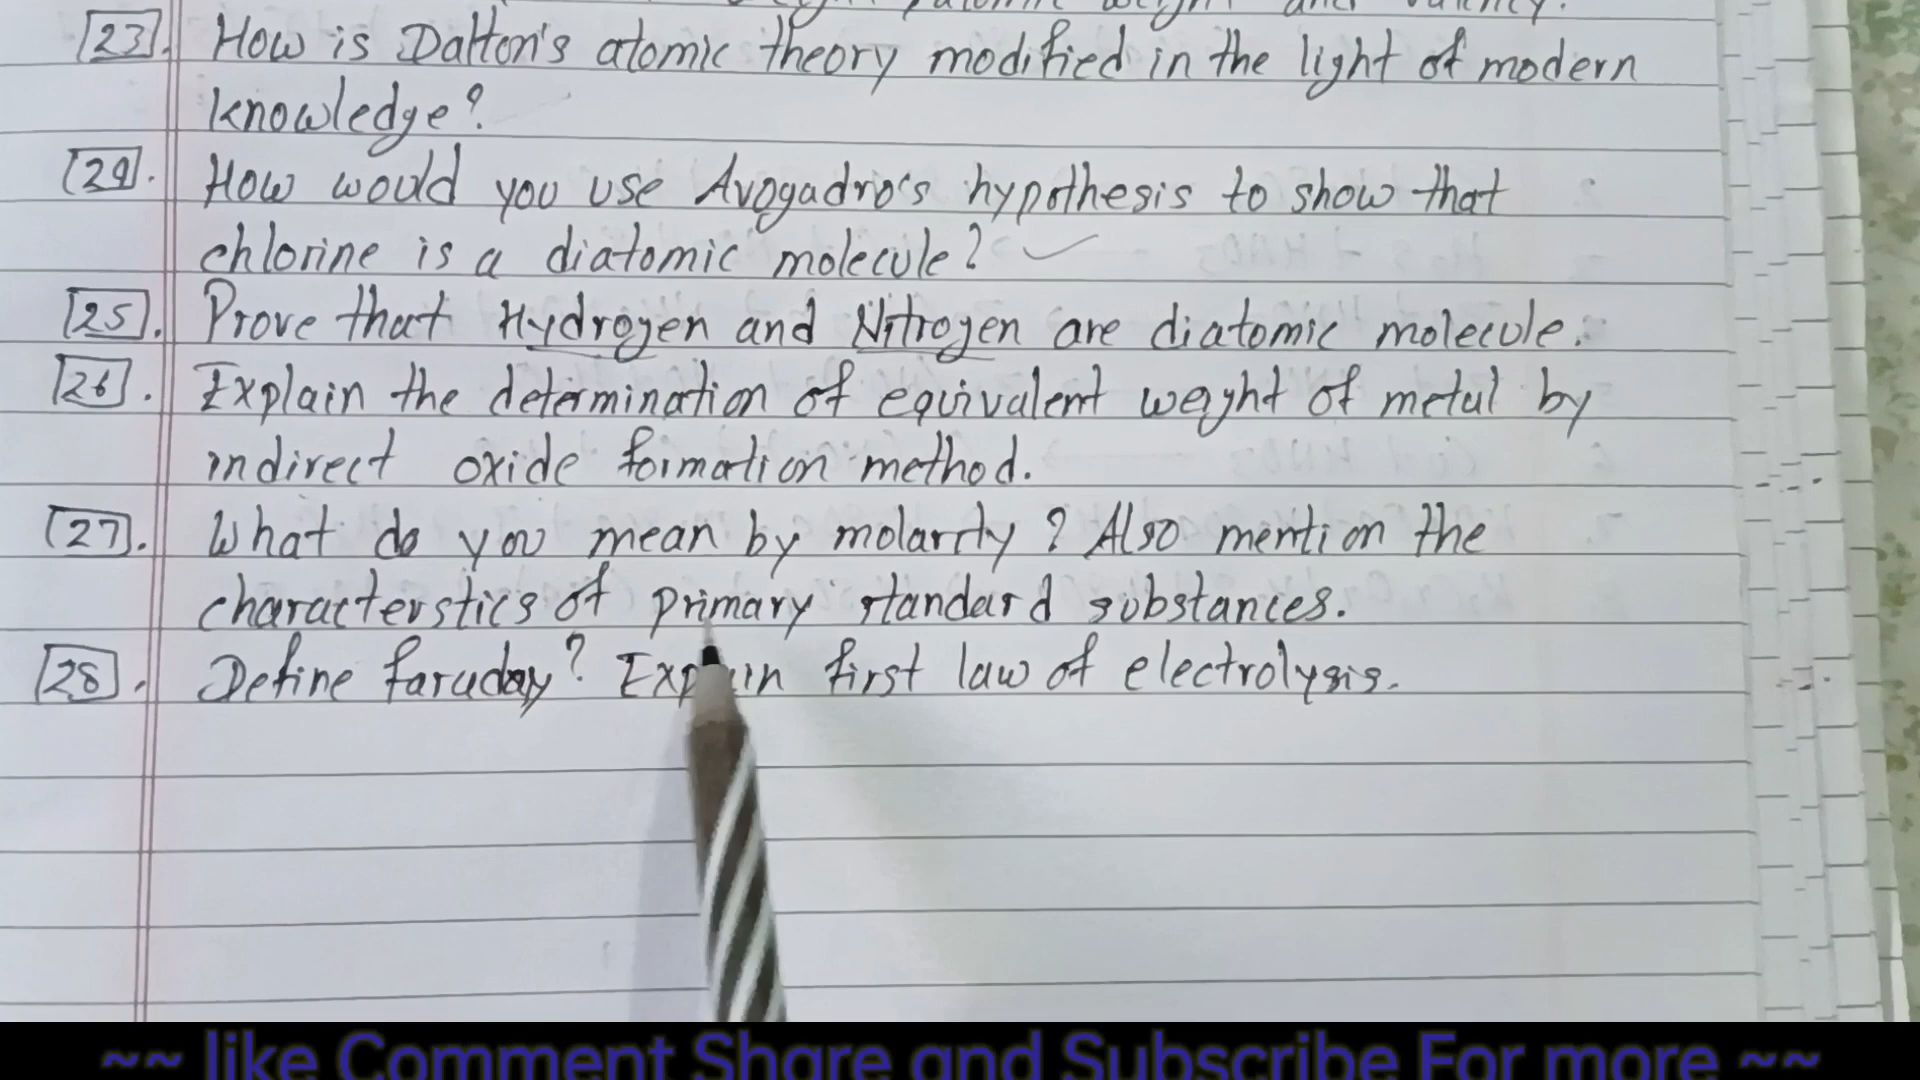 and valency.
[23]. How is Dalton's atomic theory modified in the light of modern
knowledge?
[24]. How would you use Avogadro's hypothesis to show that
chlorine is a diatomic molecule?
[25]. Prove that Hydrogen and Nitrogen are diatomic molecule.
[26]. Explain the determination of equivalent weight of metal by
indirect oxide formation method.
[27]. What do you mean by molarity? Also mention the
characterstics of primary standard substances.
[28]. Define faraday? Explain first law of electrolysis.
~~ like Comment Share and Subscribe For more ~~